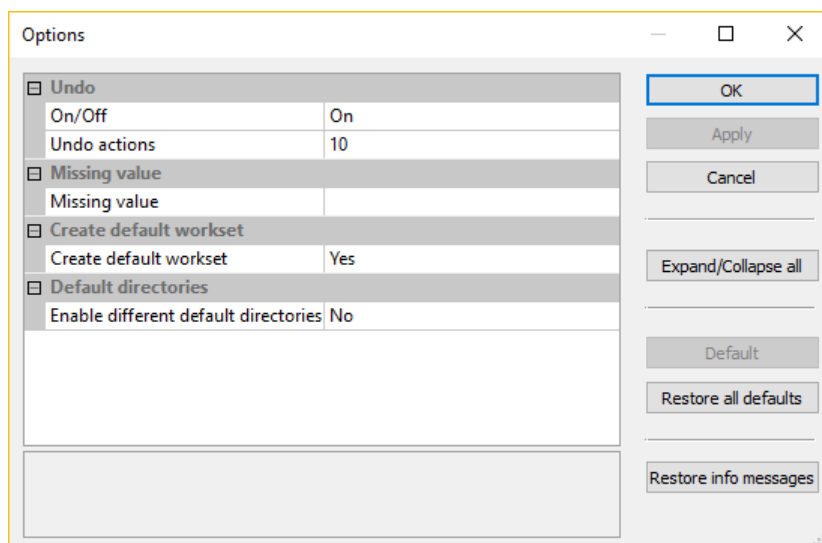 Options
Undo
On/Off On
Undo actions 10
Missing value
Missing value
Create default workset
Create default workset Yes
Default directories
Enable different default directories No
OK
Apply
Cancel
Expand/Collapse all
Default
Restore all defaults
Restore info messages